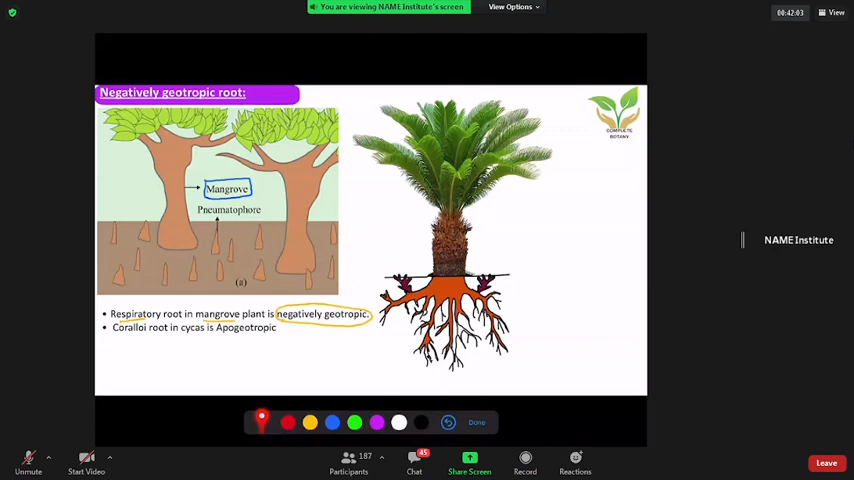 You are viewing NAME Institute's screen
View Options
00:42:03
View
Negatively geotropic root:
COMPLETE
BOTANY
Mangrove
Pneumatophore
NAME Institute
(a)
• Respiratory root in mangrove plant is negatively geotropic.
• Coralloi root in cycas is Apogeotropic
Done
187
45
Unmute
Start Video
Participants
Chat
Share Screen
Record
Reactions
Leave